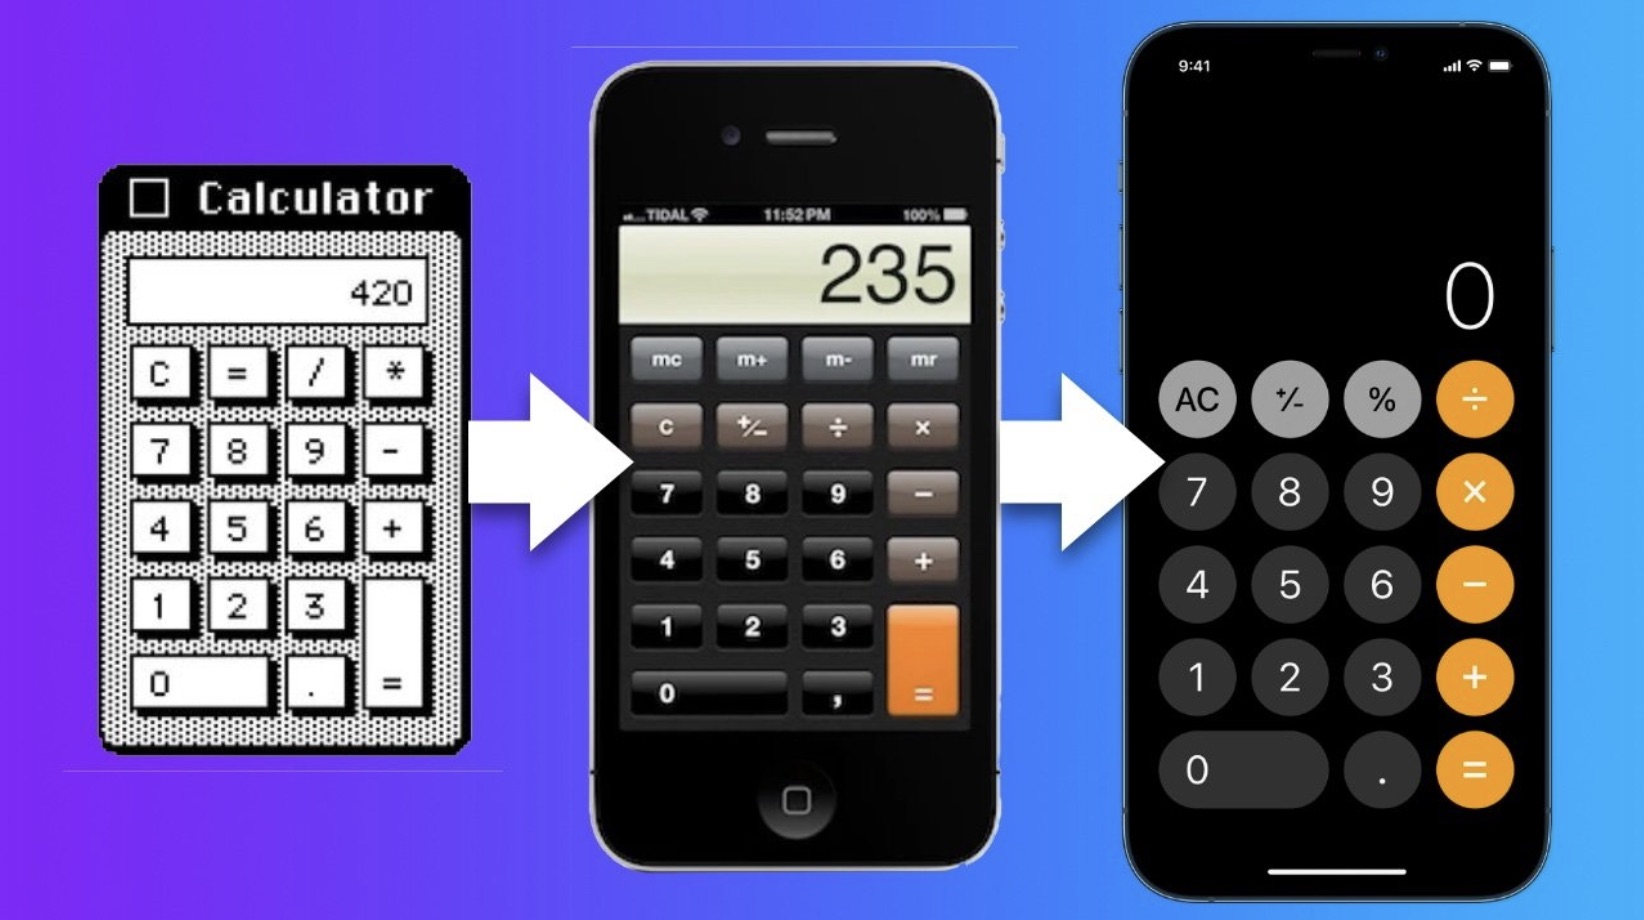 Calculator
420
C = / *
7 8 9 -
4 5 6 +
1 2 3
0 . =
...TIDAL 11:52 PM 100%
235
mc m+ m- mr
C +/− ÷ ×
7 8 9 −
4 5 6 +
1 2 3
0 , =
9:41
0
AC +/− % ÷
7 8 9 ×
4 5 6 −
1 2 3 +
0 . =